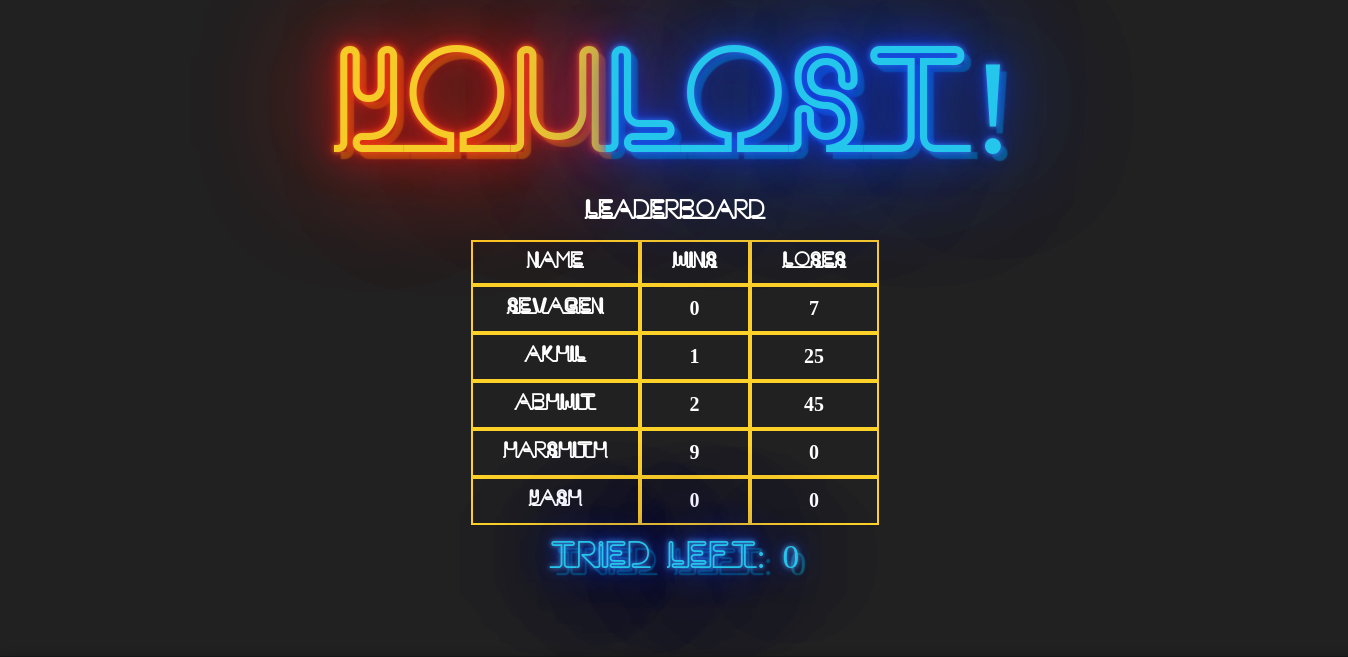 YOU LOST!
LEADERBOARD
NAME WINS LOSES
SEVAGEN 0 7
AKHIL 1 25
ABHIJIT 2 45
HARSHITH 9 0
YASH 0 0
TRIED LEFT: 0